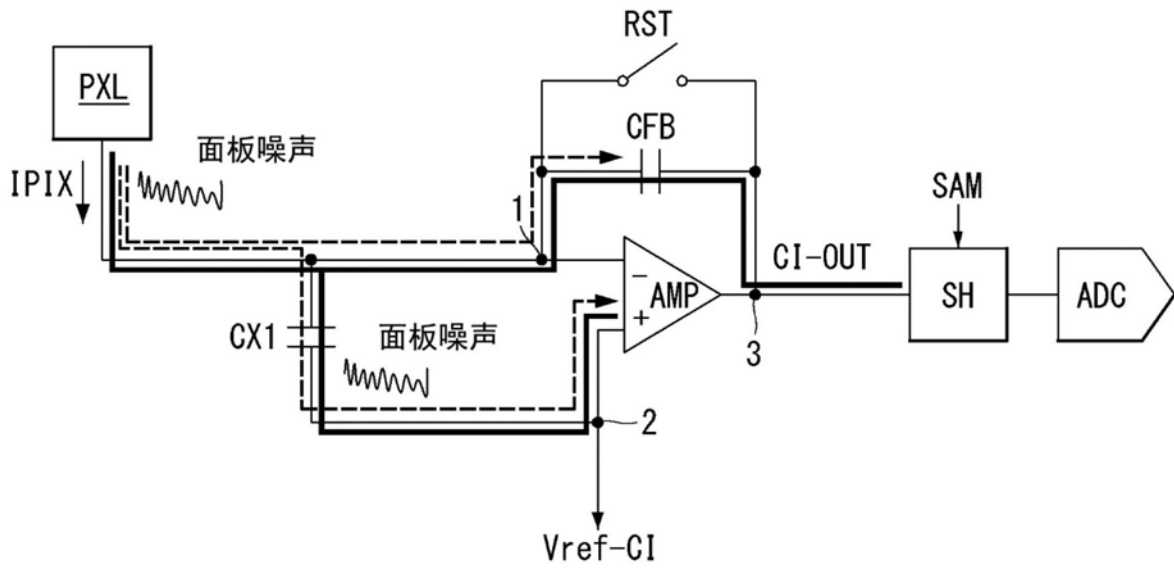 RST
PXL
CFB
面板噪声
IPIX
SAM
1
CI-OUT
−
AMP
+
SH
ADC
CX1
面板噪声
3
2
Vref-CI